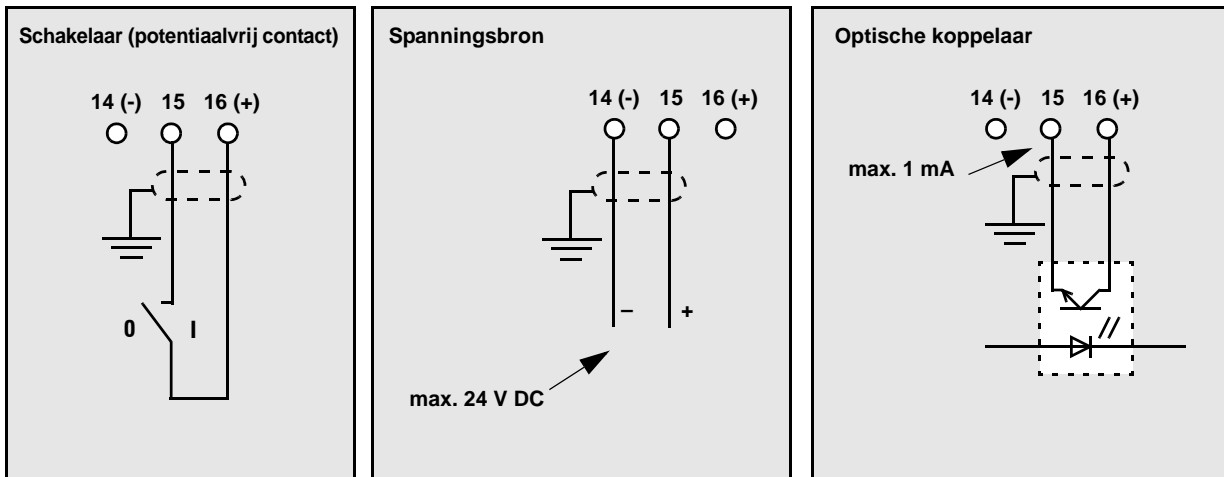 Schakelaar (potentiaalvrij contact)
14 (-) 15 16 (+)
0 I
Spanningsbron
14 (-) 15 16 (+)
– +
max. 24 V DC
Optische koppelaar
14 (-) 15 16 (+)
max. 1 mA